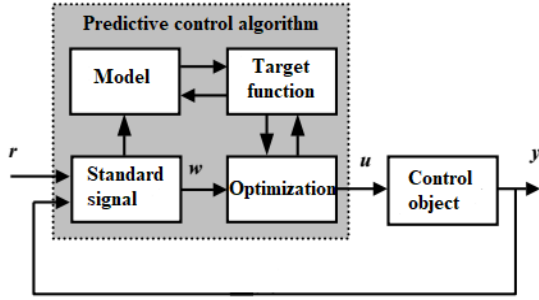 Predictive control algorithm
Model
Target
function
r
Standard
signal
w
Optimization
u
Control
object
y